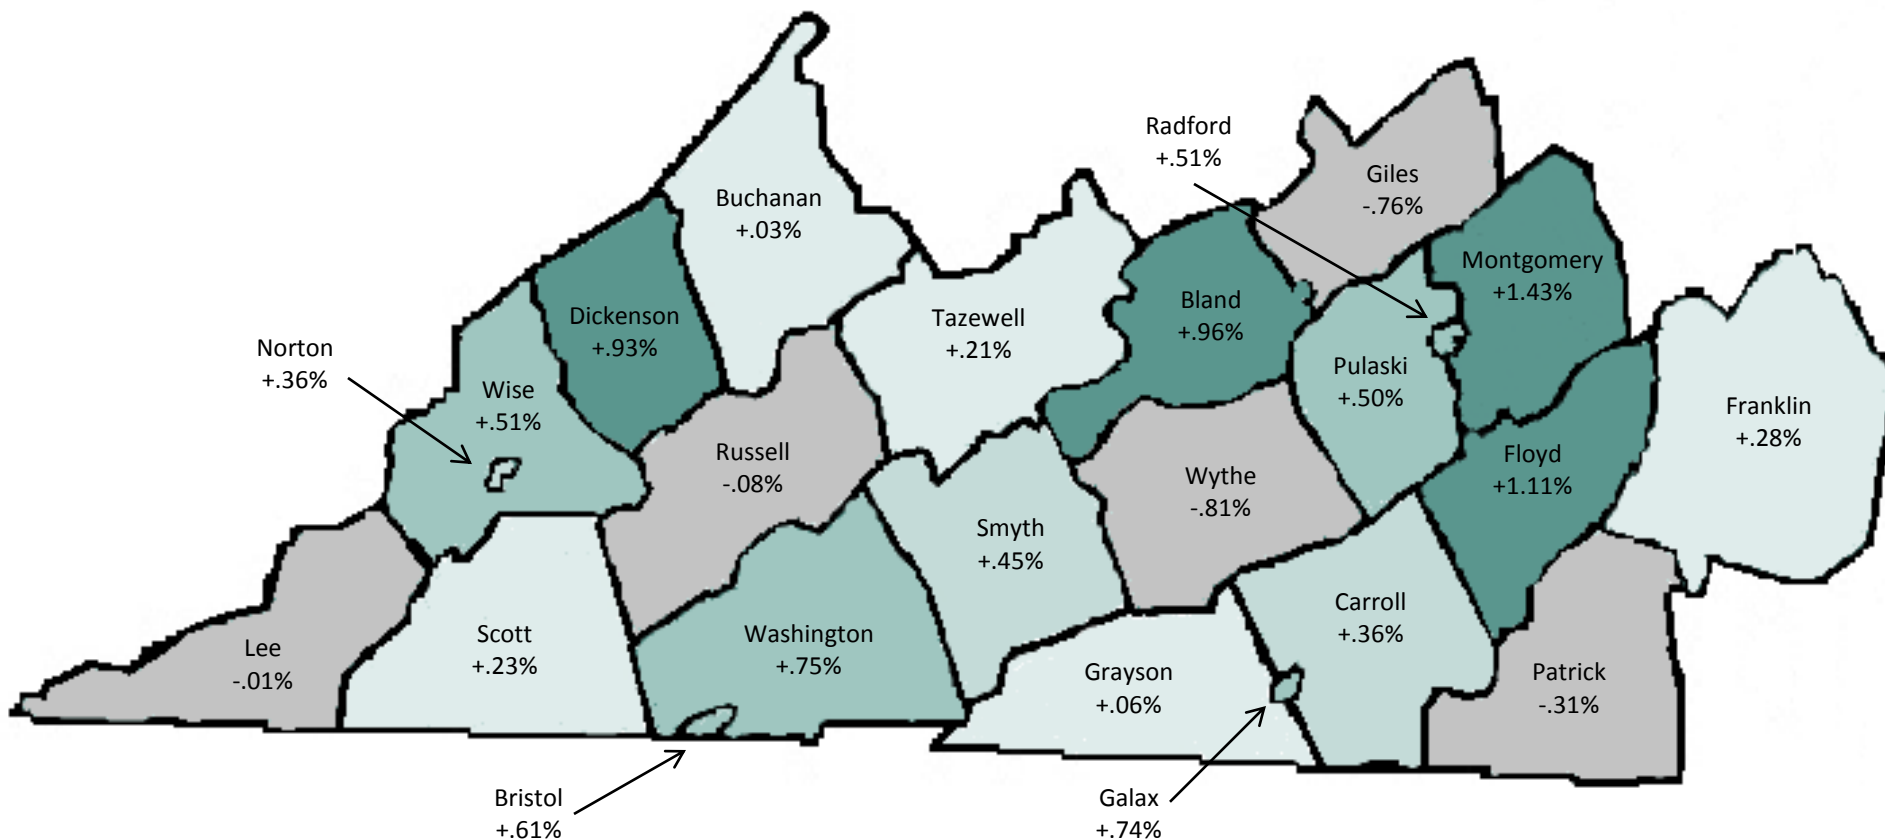 Radford
+.51%
Giles
-.76%
Buchanan
+.03%
Montgomery
+1.43%
Bland
+.96%
Dickenson
+.93%
Tazewell
+.21%
Norton
+.36%
Pulaski
+.50%
Wise
+.51%
Franklin
+.28%
Russell
-.08%
Floyd
+1.11%
Wythe
-.81%
Smyth
+.45%
Carroll
+.36%
Scott
+.23%
Washington
+.75%
Lee
-.01%
Grayson
+.06%
Patrick
-.31%
Bristol
+.61%
Galax
+.74%